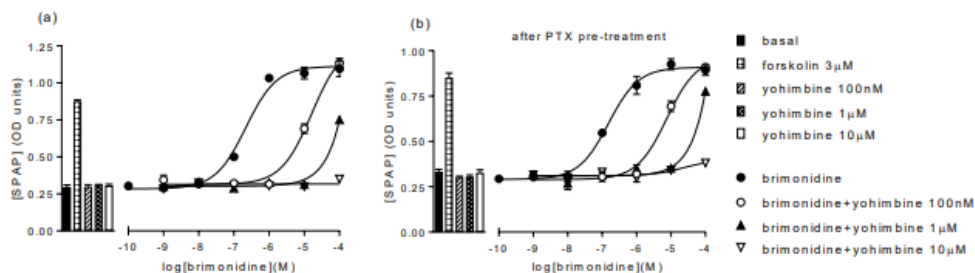 (a)
[SPAP] (OD units)
1.25
1.00
0.75
0.50
0.25
0.00
-10 -9 -8 -7 -6 -5 -4
log[brimonidine](M)
(b)
after PTX pre-treatment
[SPAP] (OD units)
1.00
0.75
0.50
0.25
0.00
-10 -9 -8 -7 -6 -5 -4
log[brimonidine](M)
basal
forskolin 3µM
yohimbine 100nM
yohimbine 1µM
yohimbine 10µM
brimonidine
brimonidine+yohimbine 100nM
brimonidine+yohimbine 1µM
brimonidine+yohimbine 10µM